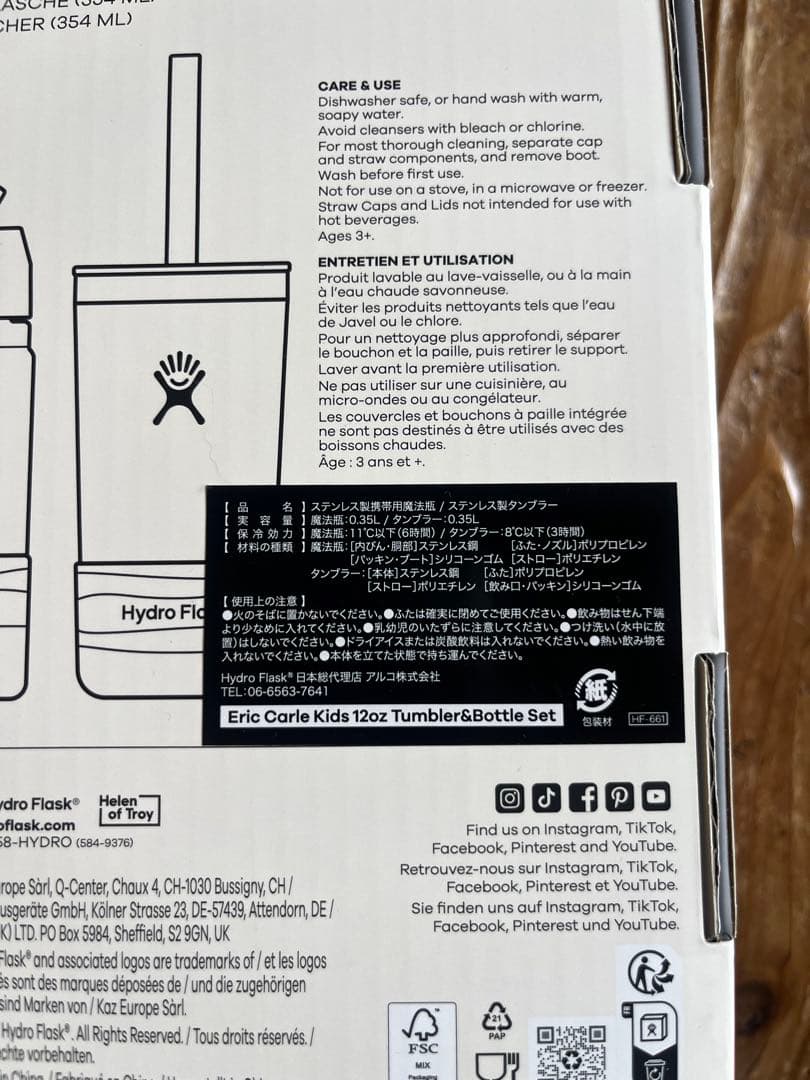 CHER (354 ML)
CARE & USE
Dishwasher safe, or hand wash with warm,
soapy water.
Avoid cleansers with bleach or chlorine.
For most thorough cleaning, separate cap
and straw components, and remove boot.
Wash before first use.
Not for use on a stove, in a microwave or freezer.
Straw Caps and Lids not intended for use with
hot beverages.
Ages 3+.
ENTRETIEN ET UTILISATION
Produit lavable au lave-vaisselle, ou à la main
à l'eau chaude savonneuse.
Éviter les produits nettoyants tels que l'eau
de Javel ou le chlore.
Pour un nettoyage plus approfondi, séparer
le bouchon et la paille, puis retirer le support.
Laver avant la première utilisation.
Ne pas utiliser sur une cuisinière, au
micro-ondes ou au congélateur.
Les couvercles et bouchons à paille intégrée
ne sont pas destinés à être utilisés avec des
boissons chaudes.
Âge : 3 ans et +.
Hydro Flo
【 品 名 】ステンレス製携帯用魔法瓶 / ステンレス製タンブラー
【 実 容 量 】魔法瓶:0.35L / タンブラー:0.35L
【 保 冷 効 力 】魔法瓶:11℃以下(6時間) / タンブラー:8℃以下(3時間)
【 材料の種類 】魔法瓶:[内びん・胴部]ステンレス鋼 [ふた・ノズル]ポリプロピレン
[パッキン・ブート]シリコーンゴム [ストロー]ポリエチレン
タンブラー:[本体]ステンレス鋼 [ふた]ポリプロピレン
[ストロー]ポリエチレン [飲み口・パッキン]シリコーンゴム
【 使用上の注意 】
●火のそばに置かないでください。●ふたは確実に閉めてご使用ください。●飲み物はせん下端
より少なめに入れてください。●乳幼児のいたずらに注意してください。●つけ洗い(水中に放
置)はしないでください。●ドライアイスまたは炭酸飲料は入れないでください。●熱い飲み物を
入れないでください。●本体を立てた状態で持ち運んでください。
Hydro Flask® 日本総代理店 アルコ株式会社
TEL:06-6563-7641
Eric Carle Kids 12oz Tumbler&Bottle Set
紙
包装材
HF-661
ydro Flask®
Helen
of Troy
oflask.com
58-HYDRO (584-9376)
Find us on Instagram, TikTok,
Facebook, Pinterest and YouTube.
Retrouvez-nous sur Instagram, TikTok,
Facebook, Pinterest et YouTube.
Sie finden uns auf Instagram, TikTok,
Facebook, Pinterest und YouTube.
rope Sàrl, Q-Center, Chaux 4, CH-1030 Bussigny, CH /
usgeräte GmbH, Kölner Strasse 23, DE-57439, Attendorn, DE /
K) LTD. PO Box 5984, Sheffield, S2 9GN, UK
Flask® and associated logos are trademarks of / et les logos
és sont des marques déposées de / und die zugehörigen
sind Marken von / Kaz Europe Sàrl.
Hydro Flask®. All Rights Reserved. / Tous droits réservés. /
chte vorbehalten.
FSC
MIX
21
PAP